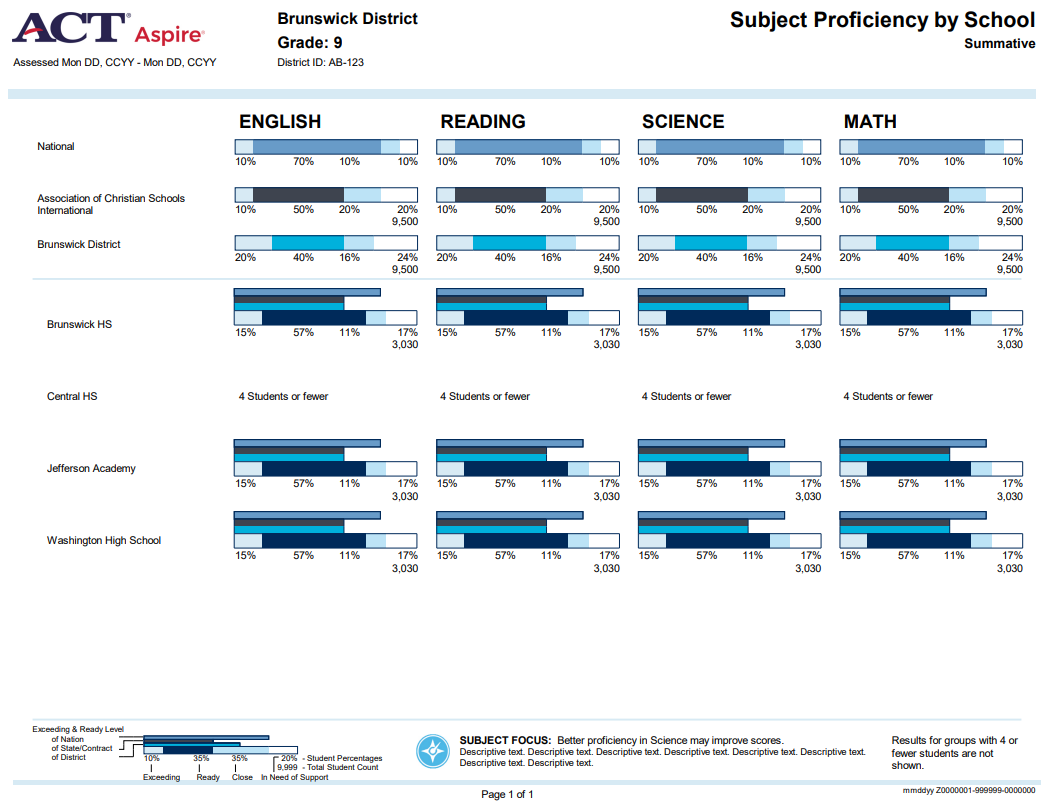 ACT® Aspire®
Assessed Mon DD, CCYY - Mon DD, CCYY
Brunswick District
Grade: 9
District ID: AB-123
Subject Proficiency by School
Summative
ENGLISH READING SCIENCE MATH
National
10% 70% 10% 10% 10% 70% 10% 10% 10% 70% 10% 10% 10% 70% 10% 10%
Association of Christian Schools
International
10% 50% 20% 20% 10% 50% 20% 20% 10% 50% 20% 20% 10% 50% 20% 20%
9,500 9,500 9,500 9,500
Brunswick District
20% 40% 16% 24% 20% 40% 16% 24% 20% 40% 16% 24% 20% 40% 16% 24%
9,500 9,500 9,500 9,500
Brunswick HS
15% 57% 11% 17% 15% 57% 11% 17% 15% 57% 11% 17% 15% 57% 11% 17%
3,030 3,030 3,030 3,030
Central HS 4 Students or fewer 4 Students or fewer 4 Students or fewer 4 Students or fewer
Jefferson Academy
15% 57% 11% 17% 15% 57% 11% 17% 15% 57% 11% 17% 15% 57% 11% 17%
3,030 3,030 3,030 3,030
Washington High School
15% 57% 11% 17% 15% 57% 11% 17% 15% 57% 11% 17% 15% 57% 11% 17%
3,030 3,030 3,030 3,030
Exceeding & Ready Level
of Nation
of State/Contract
of District
10% 35% 35% 20% - Student Percentages
9,999 - Total Student Count
Exceeding Ready Close In Need of Support
SUBJECT FOCUS: Better proficiency in Science may improve scores.
Descriptive text. Descriptive text. Descriptive text. Descriptive text. Descriptive text. Descriptive text.
Descriptive text. Descriptive text.
Results for groups with 4 or
fewer students are not
shown.
Page 1 of 1
mmddyy Z0000001-999999-0000000